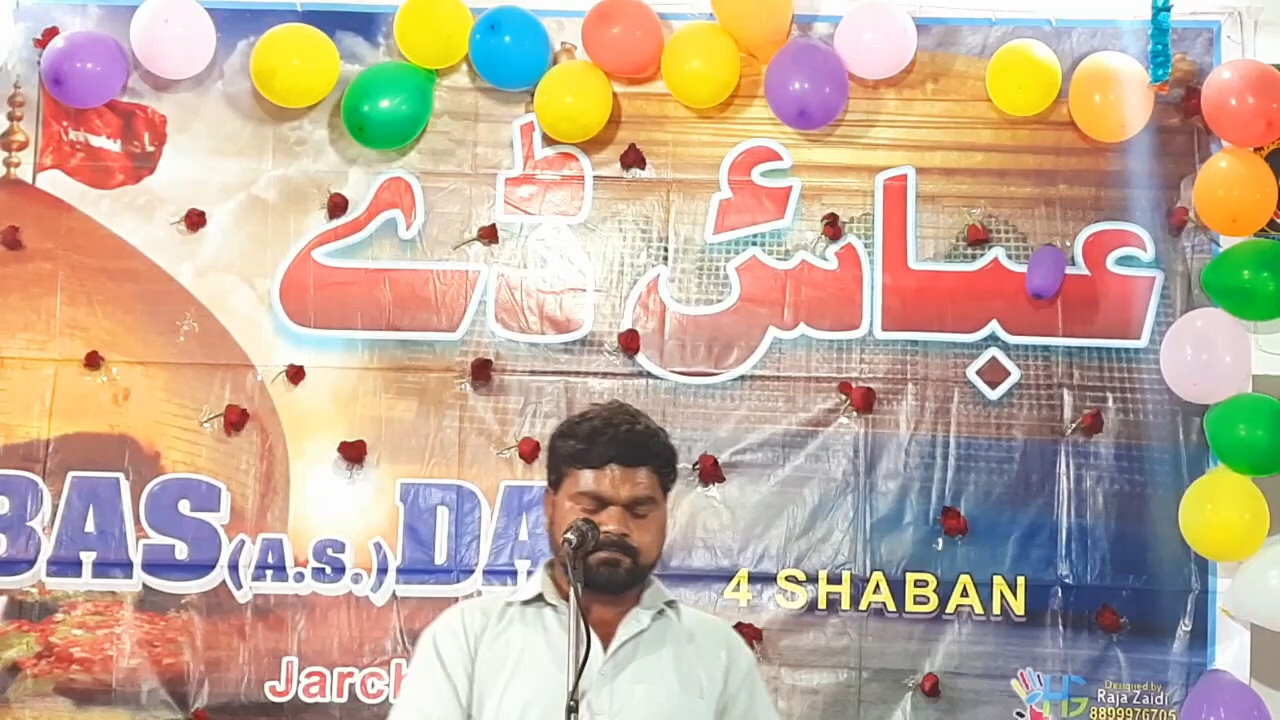 عباسؑ ڈے
BAS (A.S.) DA
4 SHABAN
Jarch
Designed by
Raja Zaidi
8899976705